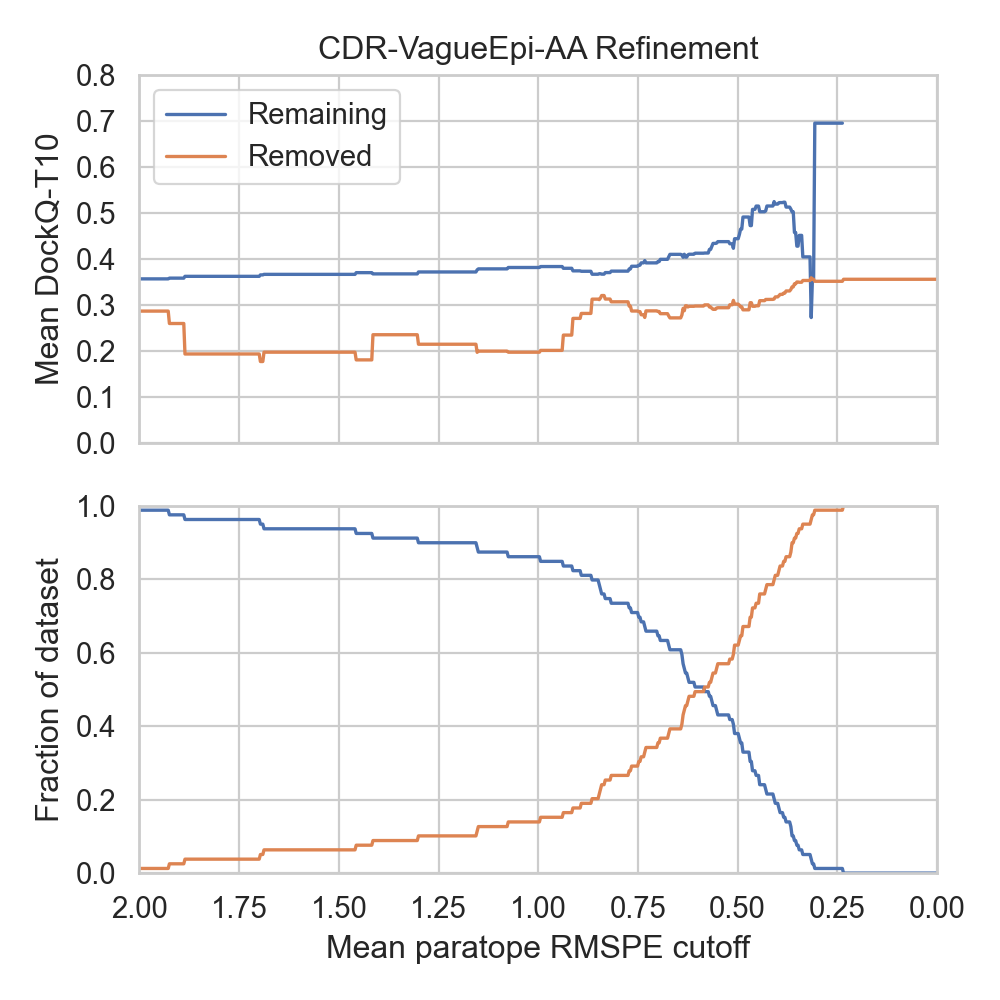 CDR-VagueEpi-AA Refinement
Mean DockQ-T10
0.8
0.7
0.6
0.5
0.4
0.3
0.2
0.1
0.0
Remaining
Removed
Fraction of dataset
1.0
0.8
0.6
0.4
0.2
0.0
2.00 1.75 1.50 1.25 1.00 0.75 0.50 0.25 0.00
Mean paratope RMSPE cutoff